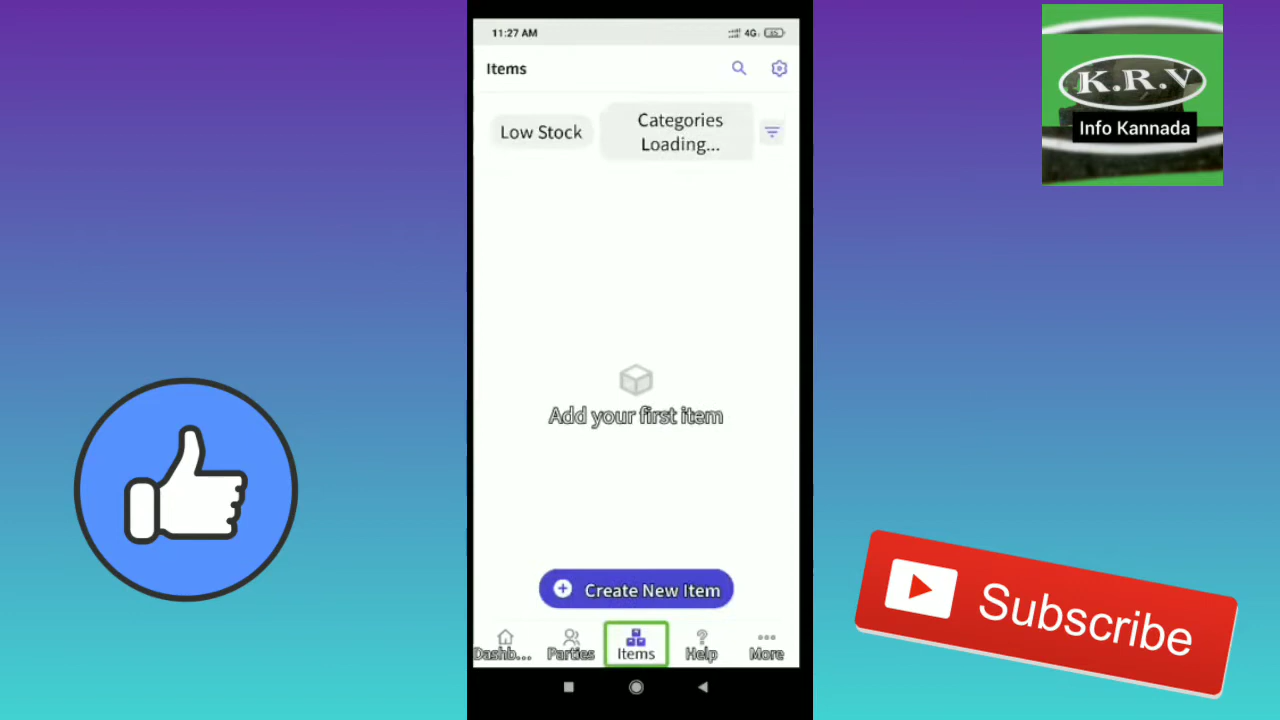 11:27 AM
4G
Items
Low Stock
Categories
Loading...
Add your first item
Create New Item
Dashb...
Parties
Items
Help
More
K.R.V
Info Kannada
Subscribe